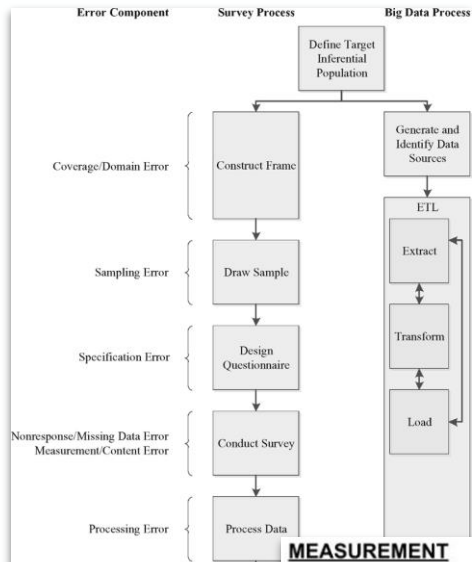 Error Component Survey Process Big Data Process
Define Target
Inferential
Population
Generate and
Identify Data
Sources
Coverage/Domain Error
Construct Frame
ETL
Extract
Sampling Error
Draw Sample
Transform
Specification Error
Design
Questionnaire
Load
Nonresponse/Missing Data Error
Measurement/Content Error
Conduct Survey
Processing Error
Process Data
MEASUREMENT